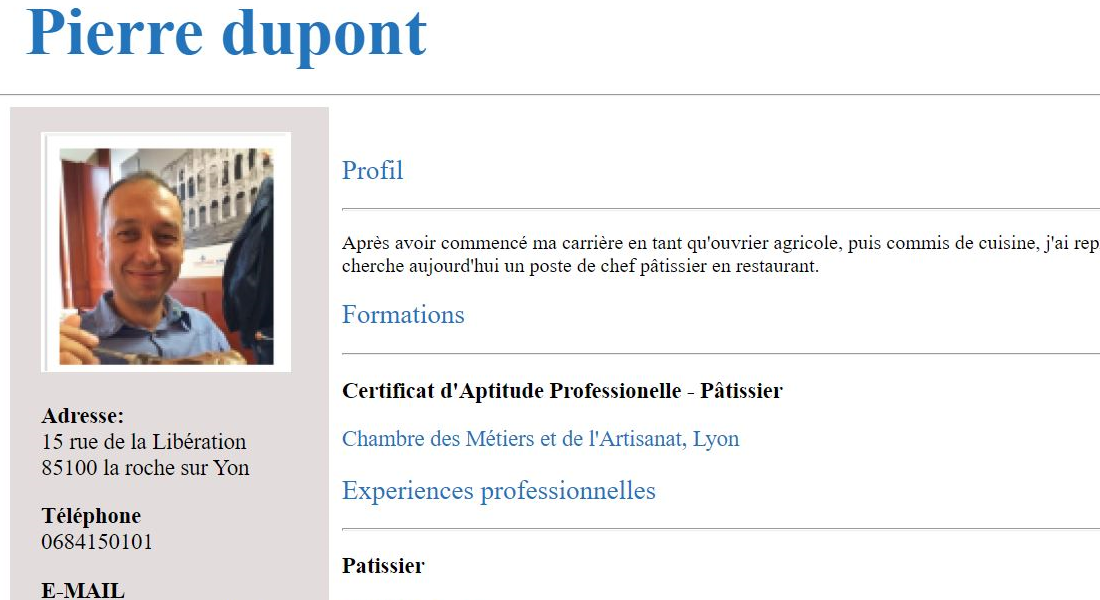 Pierre dupont
Adresse:
15 rue de la Libération
85100 la roche sur Yon
Téléphone
0684150101
E-MAIL
Profil
Après avoir commencé ma carrière en tant qu'ouvrier agricole, puis commis de cuisine, j'ai rep
cherche aujourd'hui un poste de chef pâtissier en restaurant.
Formations
Certificat d'Aptitude Professionelle - Pâtissier
Chambre des Métiers et de l'Artisanat, Lyon
Experiences professionnelles
Patissier